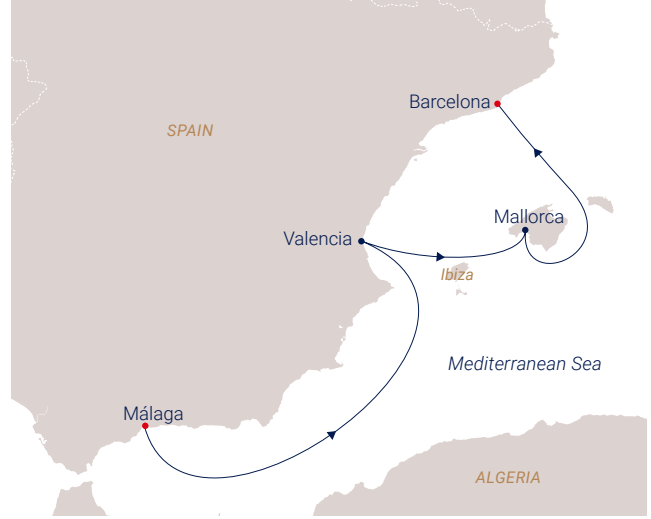 Barcelona
SPAIN
Mallorca
Valencia
Ibiza
Mediterranean Sea
Málaga
ALGERIA